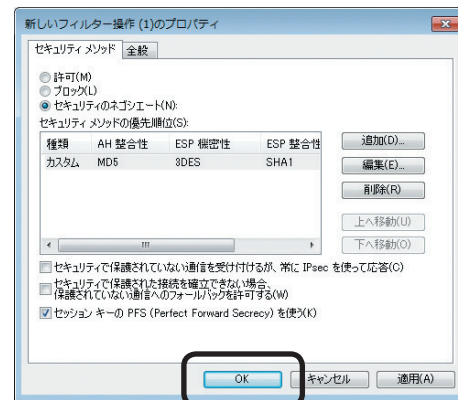 新しいフィルター操作 (1)のプロパティ
セキュリティ メソッド 全般
許可(M)
ブロック(L)
セキュリティのネゴシエート(N):
セキュリティ メソッドの優先順位(S):
種類 AH 整合性 ESP 機密性 ESP 整合性
カスタム MD5 3DES SHA1
追加(D)...
編集(E)...
削除(R)
上へ移動(U)
下へ移動(O)
セキュリティで保護されていない通信を受け付けるが、常に IPsec を使って応答(C)
セキュリティで保護された接続を確立できない場合、
保護されていない通信へのフォールバックを許可する(W)
セッション キーの PFS (Perfect Forward Secrecy) を使う(K)
OK キャンセル 適用(A)